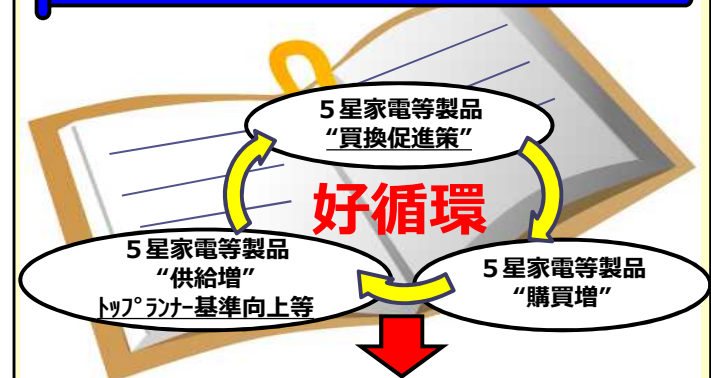 ５星家電等製品
“買換促進策”
好循環
５星家電等製品
“供給増”
ﾄｯﾌﾟﾗﾝﾅｰ基準向上等
５星家電等製品
“購買増”